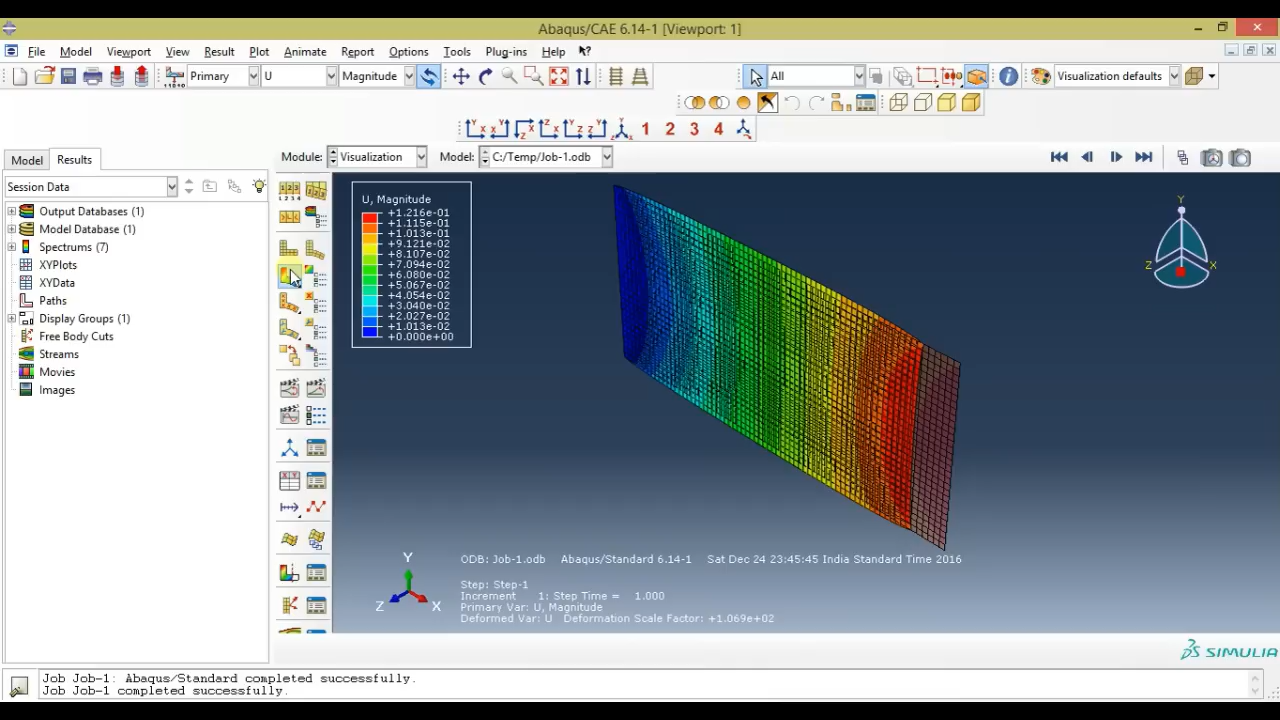 Abaqus/CAE 6.14-1 [Viewport: 1]
File Model Viewport View Result Plot Animate Report Options Tools Plug-ins Help
Primary U Magnitude All Visualization defaults
1 2 3 4
Model Results Module: Visualization Model: C:/Temp/Job-1.odb
Session Data
Output Databases (1)
Model Database (1)
Spectrums (7)
XYPlots
XYData
Paths
Display Groups (1)
Free Body Cuts
Streams
Movies
Images
U, Magnitude
+1.216e-01
+1.115e-01
+1.013e-01
+9.121e-02
+8.107e-02
+7.094e-02
+6.080e-02
+5.067e-02
+4.054e-02
+3.040e-02
+2.027e-02
+1.013e-02
+0.000e+00
Y
Z X
Y
Z X
ODB: Job-1.odb Abaqus/Standard 6.14-1 Sat Dec 24 23:45:45 India Standard Time 2016
Step: Step-1
Increment 1: Step Time = 1.000
Primary Var: U, Magnitude
Deformed Var: U Deformation Scale Factor: +1.069e+02
SIMULIA
Job Job-1: Abaqus/Standard completed successfully.
Job Job-1 completed successfully.